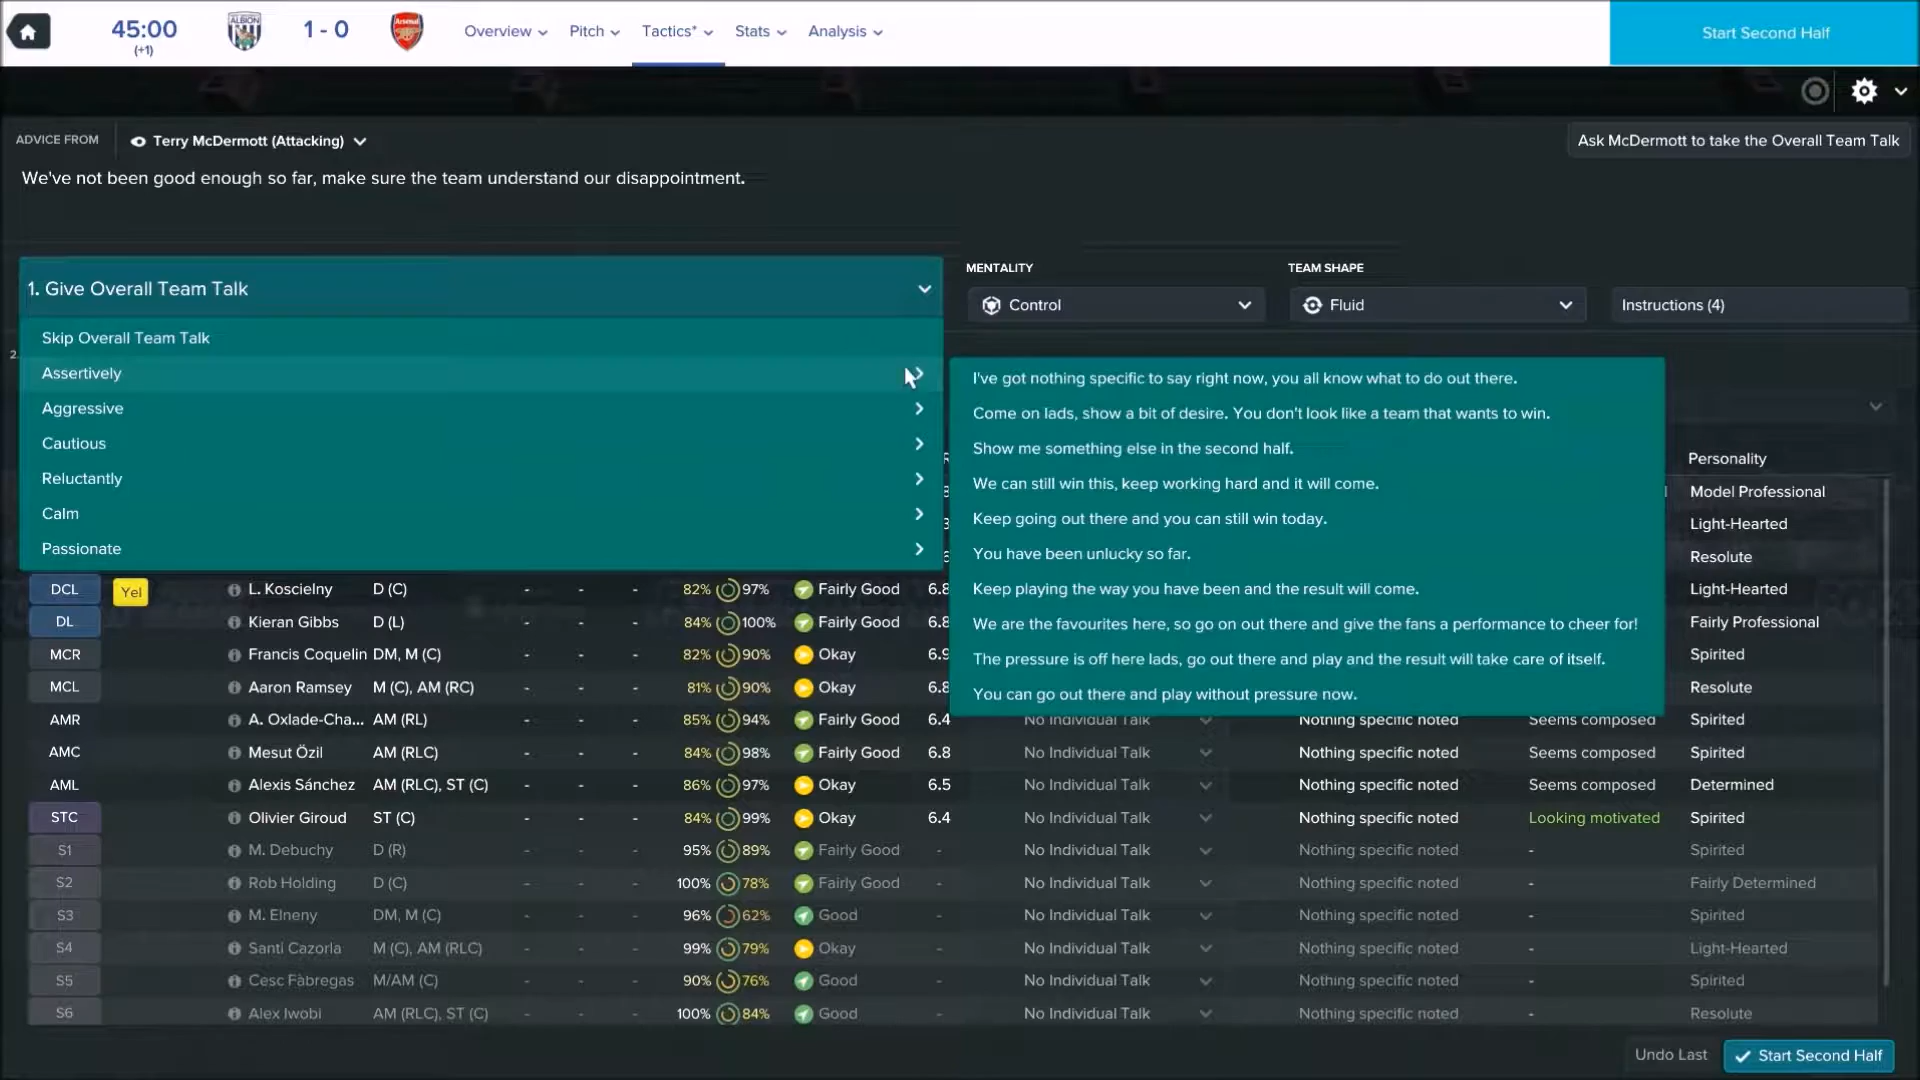 45:00
(+1)
ALBION
1 - 0
Arsenal
Overview
Pitch
Tactics*
Stats
Analysis
Start Second Half
ADVICE FROM
Terry McDermott (Attacking)
Ask McDermott to take the Overall Team Talk
We've not been good enough so far, make sure the team understand our disappointment.
MENTALITY
TEAM SHAPE
1. Give Overall Team Talk
Control
Fluid
Instructions (4)
Skip Overall Team Talk
2.
Assertively
Aggressive
Cautious
Reluctantly
Calm
Passionate
I've got nothing specific to say right now, you all know what to do out there.
Come on lads, show a bit of desire. You don't look like a team that wants to win.
Show me something else in the second half.
We can still win this, keep working hard and it will come.
Keep going out there and you can still win today.
You have been unlucky so far.
Keep playing the way you have been and the result will come.
We are the favourites here, so go on out there and give the fans a performance to cheer for!
The pressure is off here lads, go out there and play and the result will take care of itself.
You can go out there and play without pressure now.
Personality
Model Professional
Light-Hearted
Resolute
DCL Yel L. Koscielny D (C) - - - 82% 97% Fairly Good 6.8 Light-Hearted
DL Kieran Gibbs D (L) - - - 84% 100% Fairly Good 6.8 Fairly Professional
MCR Francis Coquelin DM, M (C) - - - 82% 90% Okay 6.9 Spirited
MCL Aaron Ramsey M (C), AM (RC) - - - 81% 90% Okay 6.8 Resolute
AMR A. Oxlade-Cha... AM (RL) - - - 85% 94% Fairly Good 6.4 No Individual Talk Nothing specific noted Seems composed Spirited
AMC Mesut Özil AM (RLC) - - - 84% 98% Fairly Good 6.8 No Individual Talk Nothing specific noted Seems composed Spirited
AML Alexis Sánchez AM (RLC), ST (C) - - - 86% 97% Okay 6.5 No Individual Talk Nothing specific noted Seems composed Determined
STC Olivier Giroud ST (C) - - - 84% 99% Okay 6.4 No Individual Talk Nothing specific noted Looking motivated Spirited
S1 M. Debuchy D (R) - - - 95% 89% Fairly Good - No Individual Talk Nothing specific noted - Spirited
S2 Rob Holding D (C) - - - 100% 78% Fairly Good - No Individual Talk Nothing specific noted - Fairly Determined
S3 M. Elneny DM, M (C) - - - 96% 62% Good - No Individual Talk Nothing specific noted - Spirited
S4 Santi Cazorla M (C), AM (RLC) - - - 99% 79% Okay - No Individual Talk Nothing specific noted - Light-Hearted
S5 Cesc Fàbregas M/AM (C) - - - 90% 76% Good - No Individual Talk Nothing specific noted - Spirited
S6 Alex Iwobi AM (RLC), ST (C) - - - 100% 84% Good - No Individual Talk Nothing specific noted - Resolute
Undo Last
Start Second Half